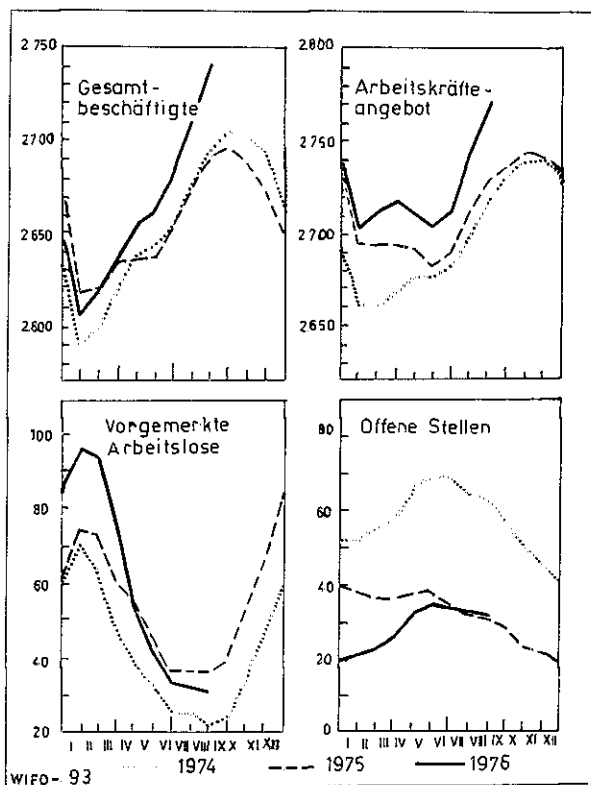 2.750
2.700
2.650
2.600
Gesamt-
beschäftigte
2.800
2.750
2.700
2.650
Arbeitskräfte-
angebot
100
80
60
40
20
Vorgemerkte
Arbeitslose
I II III IV V VI VII VIII IX X XI XII
80
60
40
20
0
Offene Stellen
I II III IV V VI VII VIII IX X XI XII
1974 1975 1976
WIFO- 93